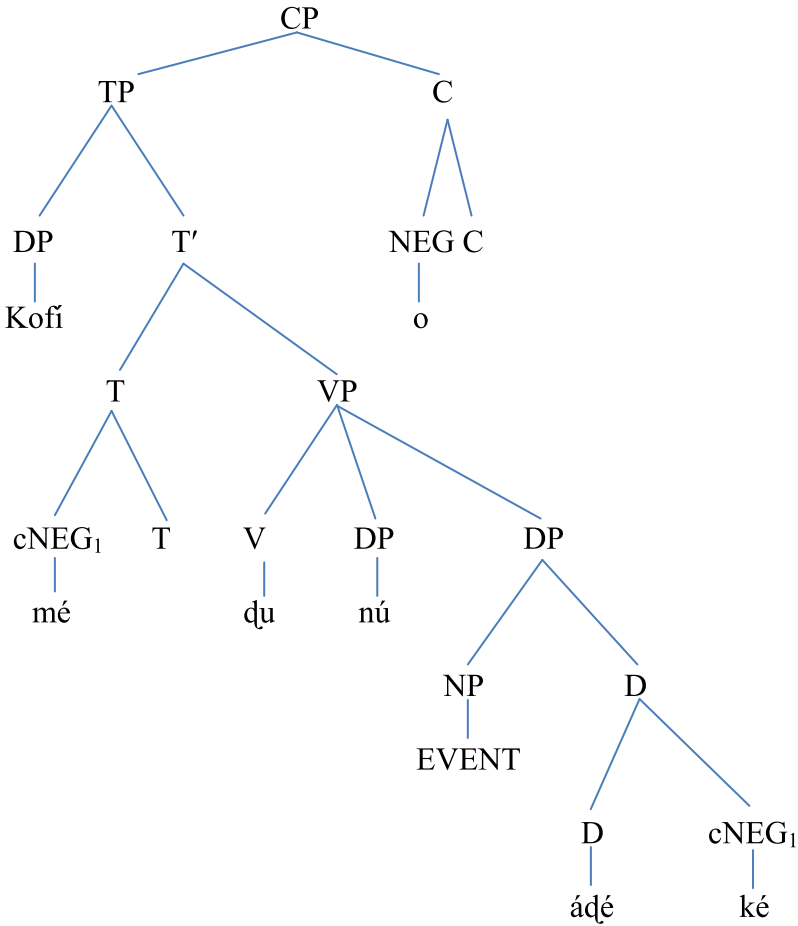 CP
TP C
DP T′ NEG C
Kofí o
T VP
cNEG₁ T V DP DP
mé ɖu nú
NP D
EVENT
D cNEG₁
áɖé ké